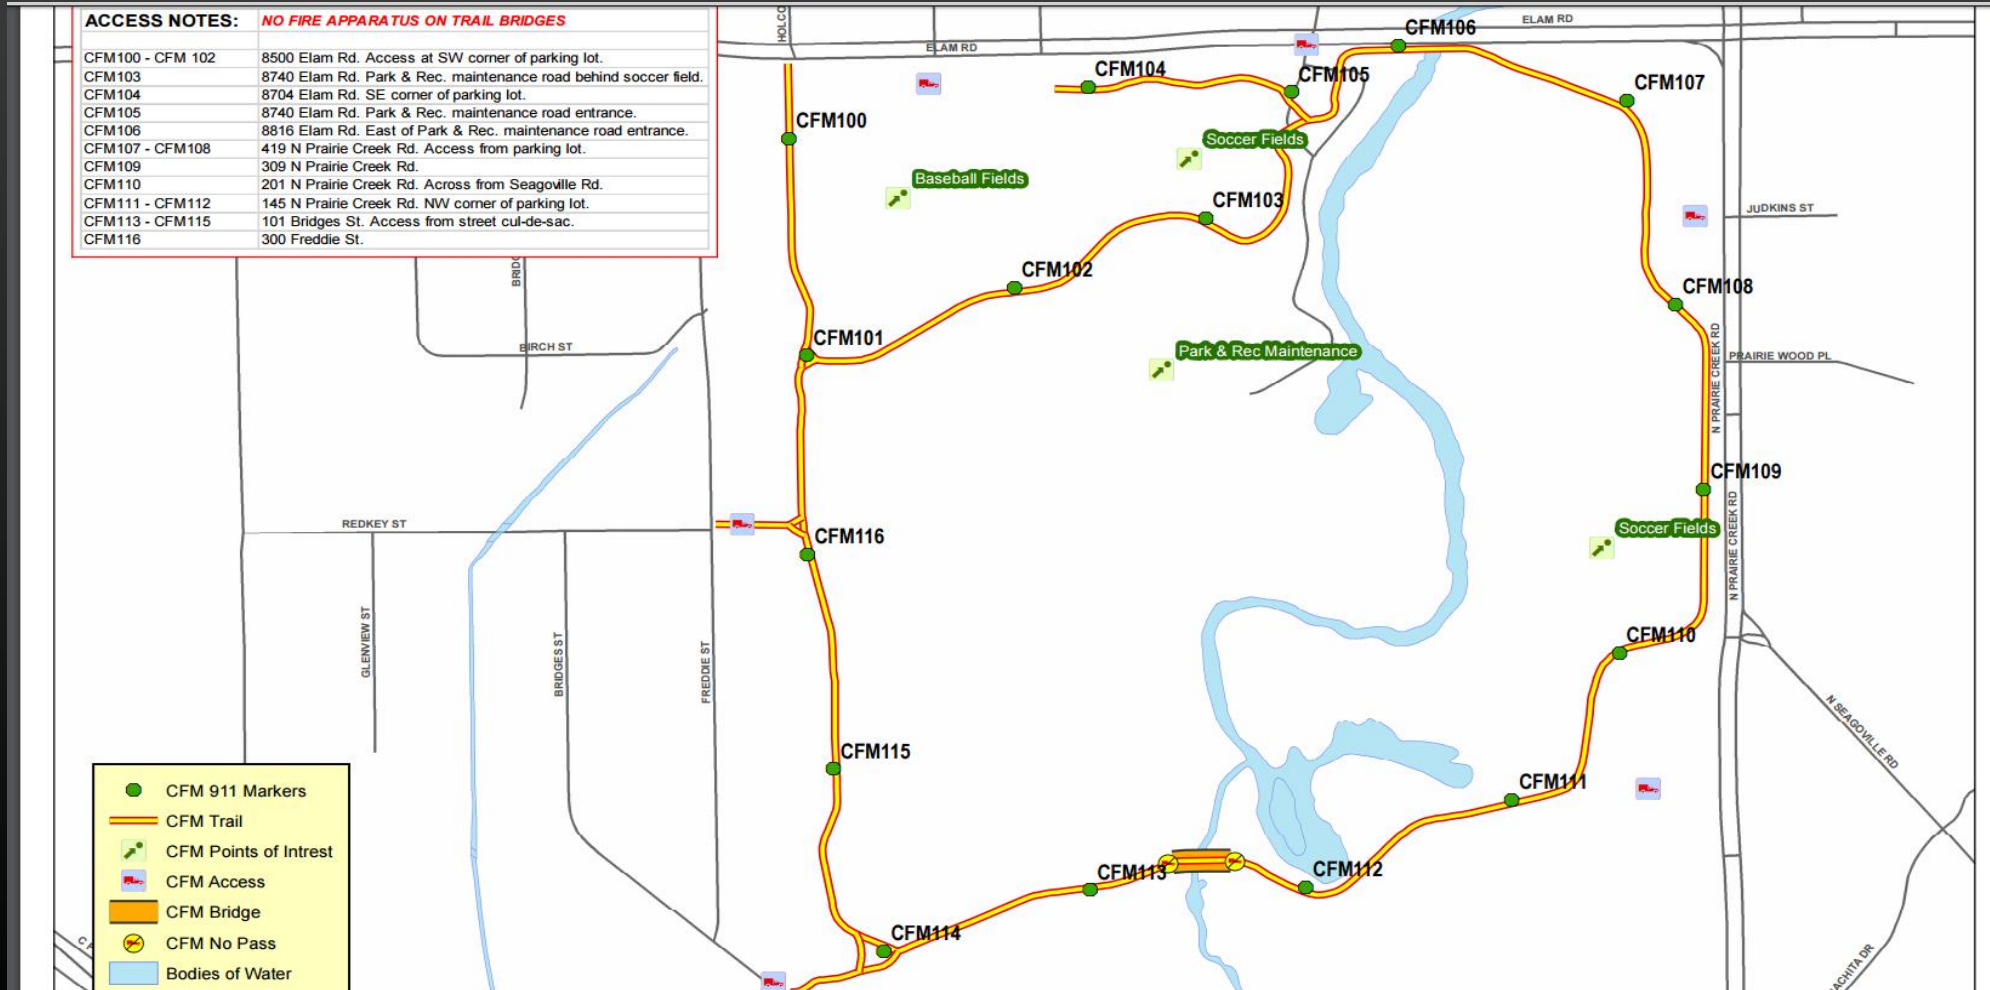 ACCESS NOTES: NO FIRE APPARATUS ON TRAIL BRIDGES
CFM100 - CFM 102 8500 Elam Rd. Access at SW corner of parking lot.
CFM103 8740 Elam Rd. Park & Rec. maintenance road behind soccer field.
CFM104 8704 Elam Rd. SE corner of parking lot.
CFM105 8740 Elam Rd. Park & Rec. maintenance road entrance.
CFM106 8816 Elam Rd. East of Park & Rec. maintenance road entrance.
CFM107 - CFM108 419 N Prairie Creek Rd. Access from parking lot.
CFM109 309 N Prairie Creek Rd.
CFM110 201 N Prairie Creek Rd. Across from Seagoville Rd.
CFM111 - CFM112 145 N Prairie Creek Rd. NW corner of parking lot.
CFM113 - CFM115 101 Bridges St. Access from street cul-de-sac.
CFM116 300 Freddie St.
HOLCO
ELAM RD
ELAM RD
CFM106
CFM104
CFM105
CFM107
CFM100
Soccer Fields
Baseball Fields
CFM103
JUDKINS ST
CFM102
BRIDG
CFM108
CFM101
BIRCH ST
Park & Rec Maintenance
N PRAIRIE CREEK RD
PRAIRIE WOOD PL
CFM109
REDKEY ST
CFM116
Soccer Fields
N PRAIRIE CREEK RD
GLENVIEW ST
BRIDGES ST
FREDDIE ST
CFM110
N SEAGOVILLE RD
CFM115
CFM111
CFM113
CFM112
CFM114
ACHITA DR
CFM 911 Markers
CFM Trail
CFM Points of Intrest
CFM Access
CFM Bridge
CFM No Pass
Bodies of Water